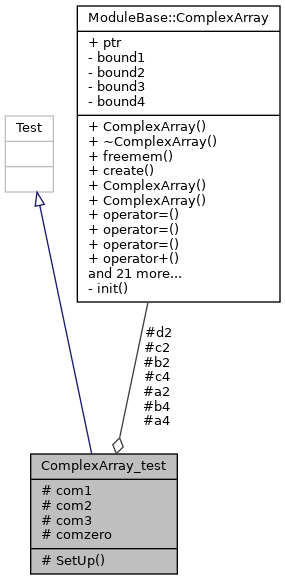 ModuleBase::ComplexArray
+ ptr
- bound1
- bound2
- bound3
- bound4
+ ComplexArray()
+ ~ComplexArray()
+ freemem()
+ create()
+ ComplexArray()
+ ComplexArray()
+ operator=()
+ operator=()
+ operator=()
+ operator+()
and 21 more...
- init()
Test
#d2
#c2
#b2
#c4
#a2
#b4
#a4
ComplexArray_test
# com1
# com2
# com3
# comzero
# SetUp()